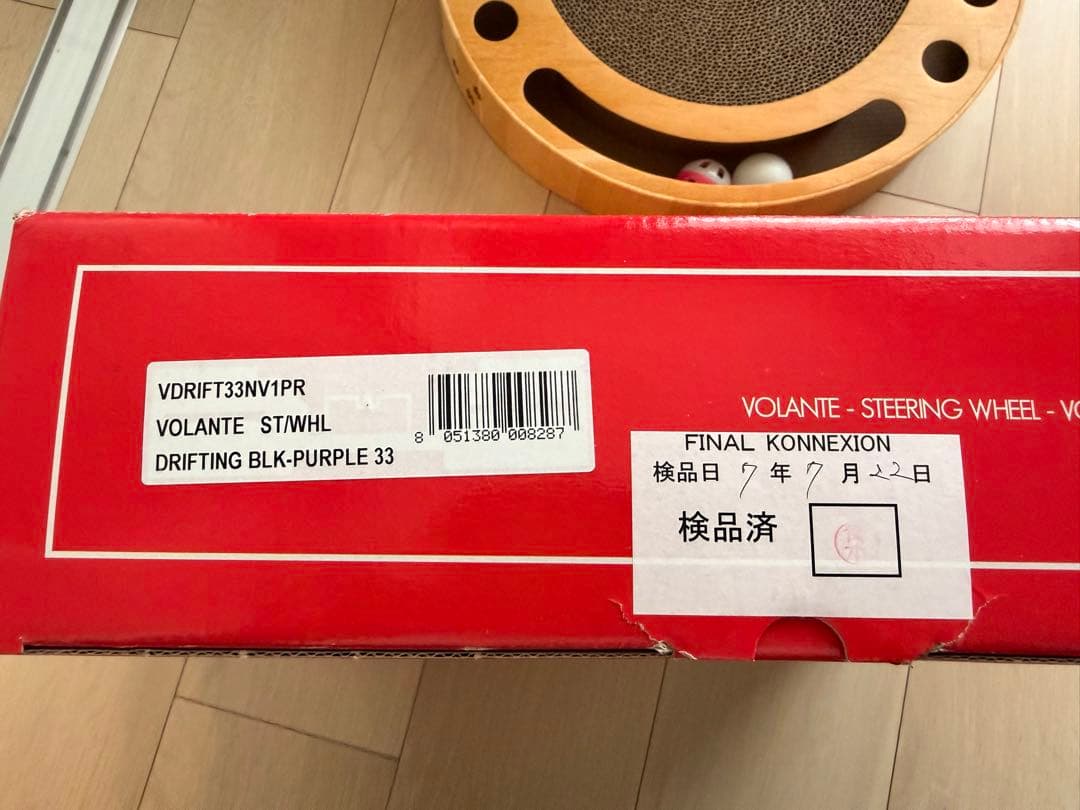 VDRIFT33NV1PR
VOLANTE ST/WHL
DRIFTING BLK-PURPLE 33
8 051380 008287
VOLANTE - STEERING WHEEL -
FINAL KONNEXION
検品日 7 年 7 月 22 日
検品済